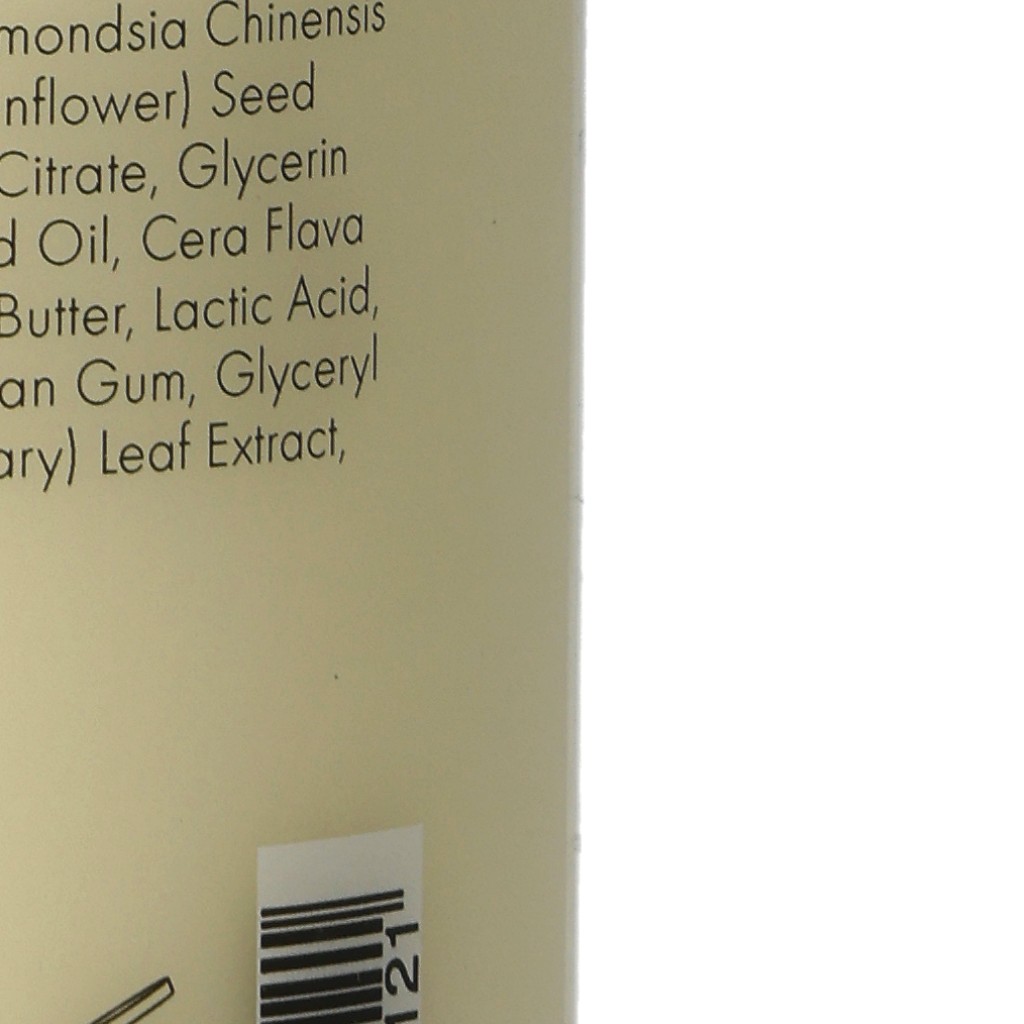 mondsia Chinensis
nflower) Seed
Citrate, Glycerin
d Oil, Cera Flava
Butter, Lactic Acid,
an Gum, Glyceryl
ary) Leaf Extract,
121